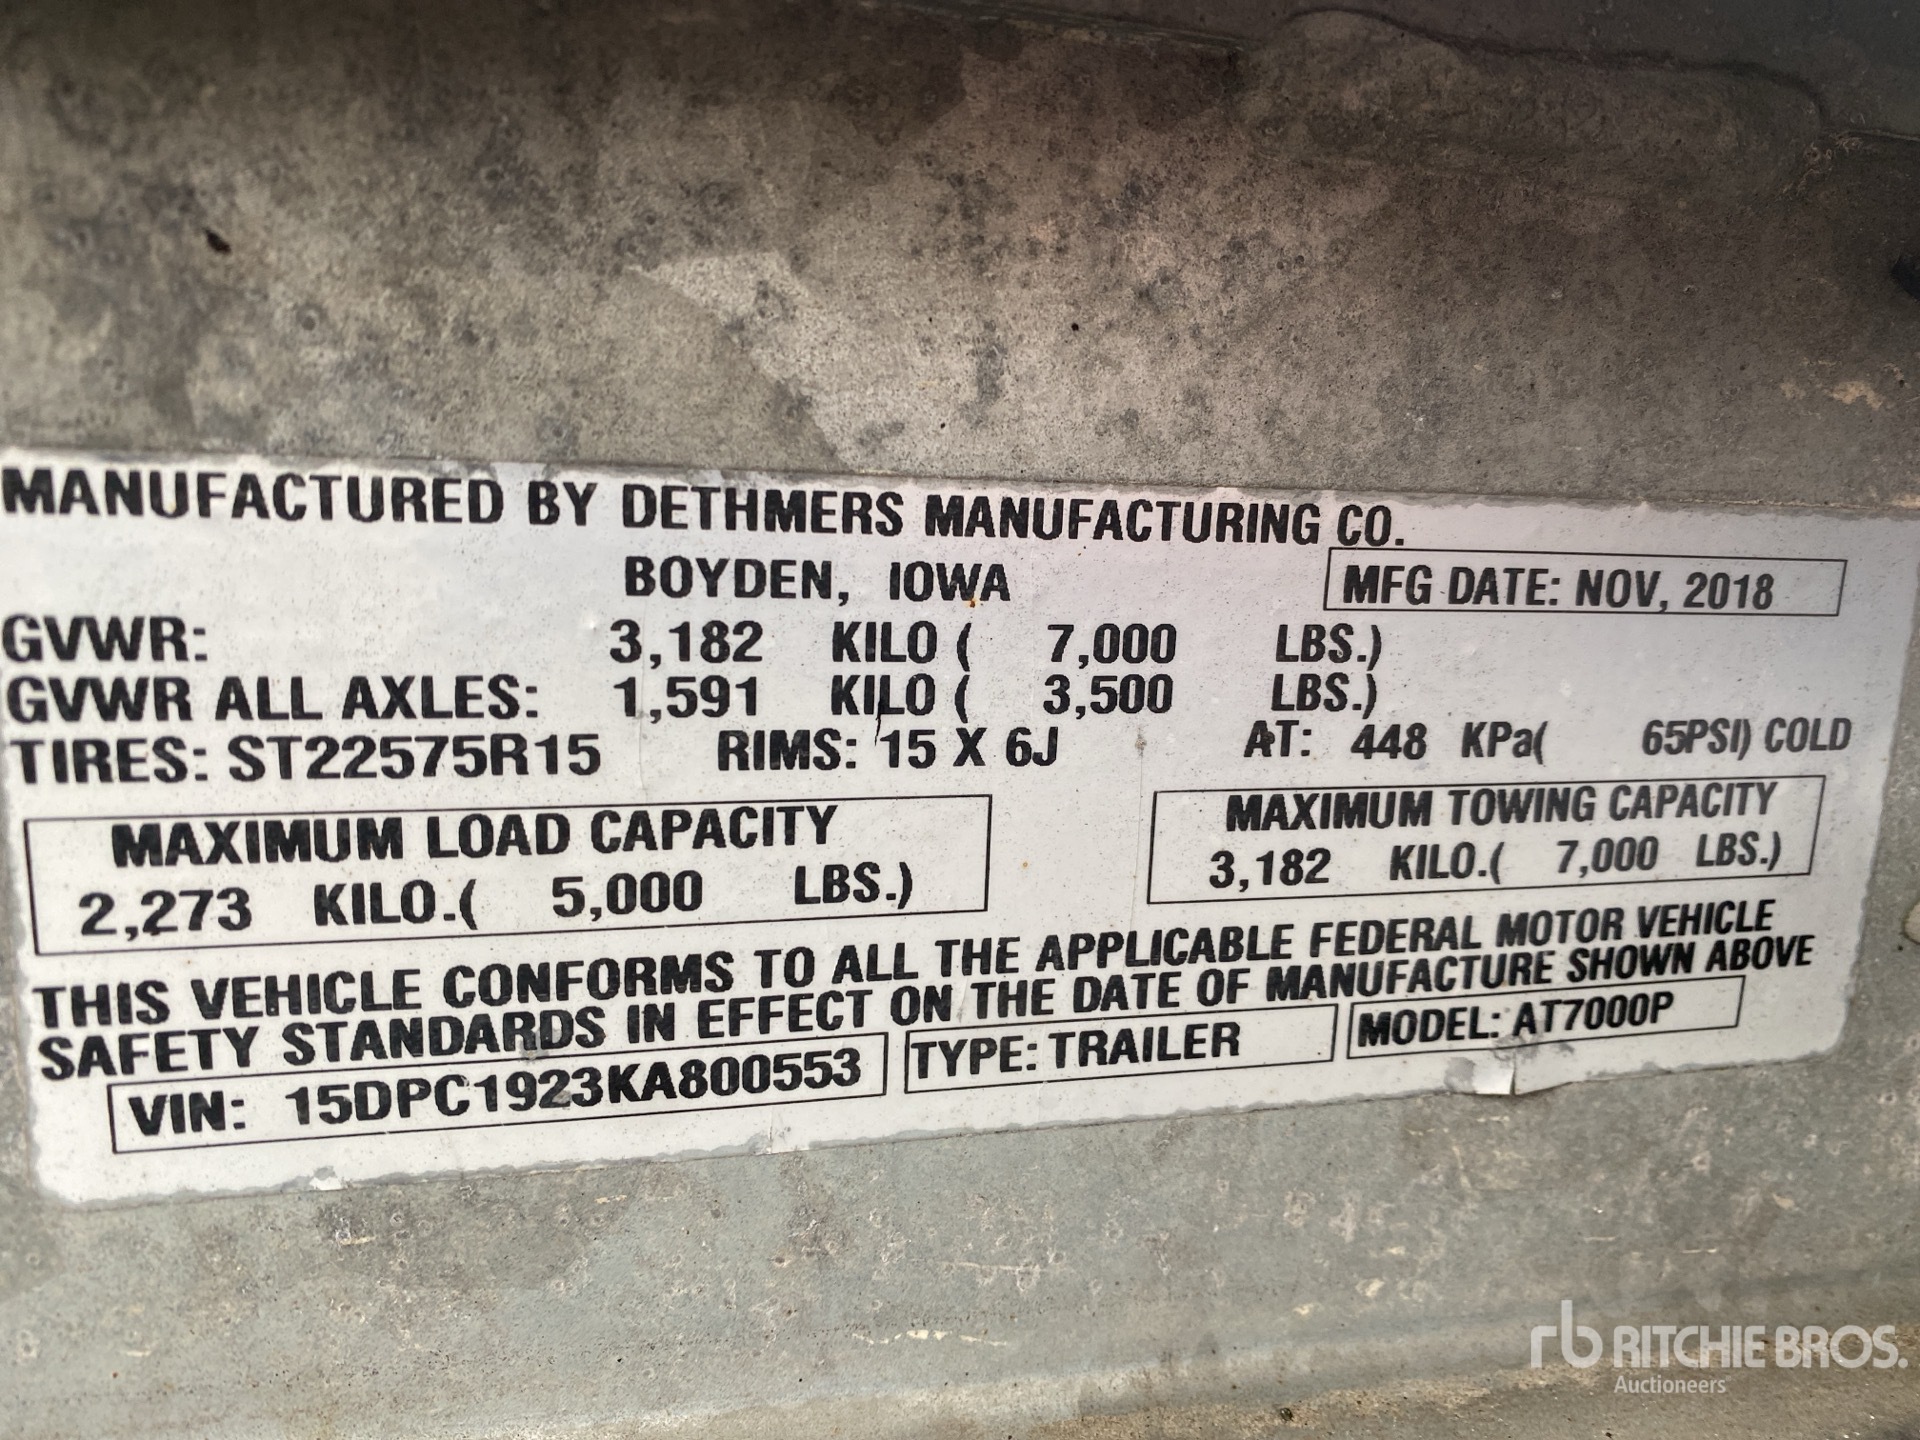 MANUFACTURED BY DETHMERS MANUFACTURING CO.
BOYDEN, IOWA
MFG DATE: NOV, 2018
GVWR: 3,182 KILO ( 7,000 LBS.)
GVWR ALL AXLES: 1,591 KILO ( 3,500 LBS.)
TIRES: ST22575R15 RIMS: 15 X 6J AT: 448 KPa( 65PSI) COLD
MAXIMUM LOAD CAPACITY
2,273 KILO.( 5,000 LBS.)
MAXIMUM TOWING CAPACITY
3,182 KILO.( 7,000 LBS.)
THIS VEHICLE CONFORMS TO ALL THE APPLICABLE FEDERAL MOTOR VEHICLE
SAFETY STANDARDS IN EFFECT ON THE DATE OF MANUFACTURE SHOWN ABOVE
VIN: 15DPC1923KA800553 TYPE: TRAILER MODEL: AT7000P
rb RITCHIE BROS.
Auctioneers